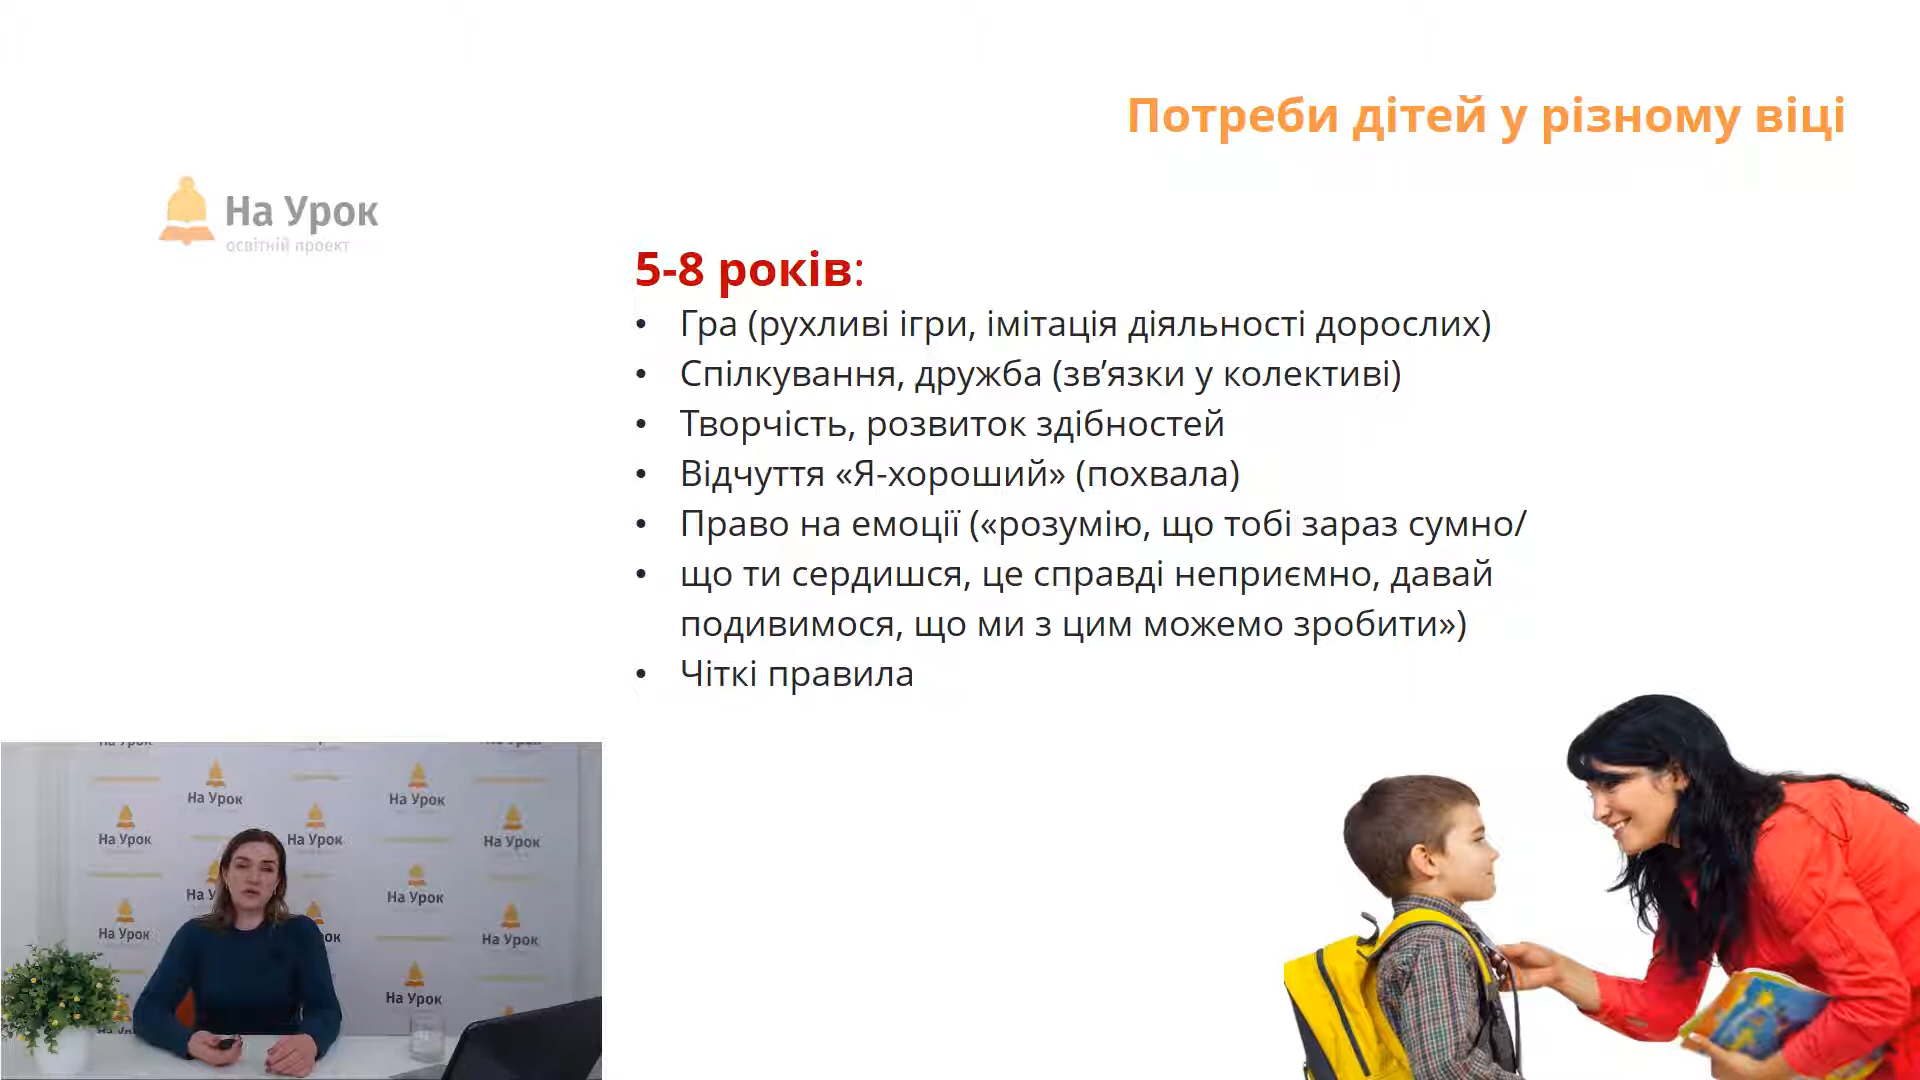 Потреби дітей у різному віці
На Урок
освітній проект
5-8 років:
• Гра (рухливі ігри, імітація діяльності дорослих)
• Спілкування, дружба (зв’язки у колективі)
• Творчість, розвиток здібностей
• Відчуття «Я-хороший» (похвала)
• Право на емоції («розумію, що тобі зараз сумно/
• що ти сердишся, це справді неприємно, давай
подивимося, що ми з цим можемо зробити»)
• Чіткі правила
На Урок
На Урок
На Урок
На Урок
На Урок
На Урок
На Урок
На Урок
На Урок